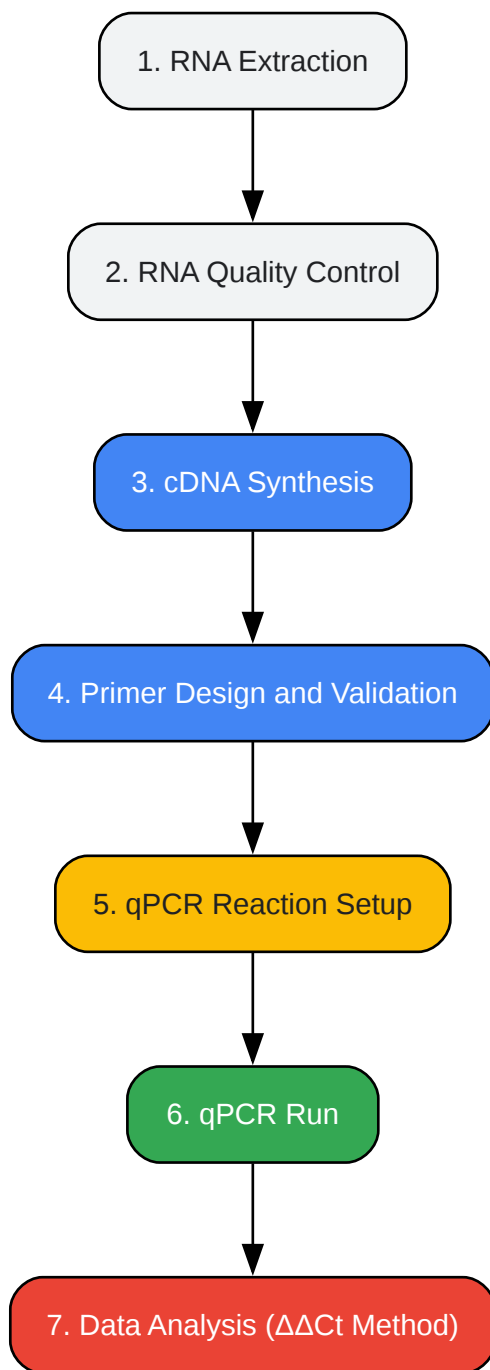 1. RNA Extraction
2. RNA Quality Control
3. cDNA Synthesis
4. Primer Design and Validation
5. qPCR Reaction Setup
6. qPCR Run
7. Data Analysis (ΔΔCt Method)